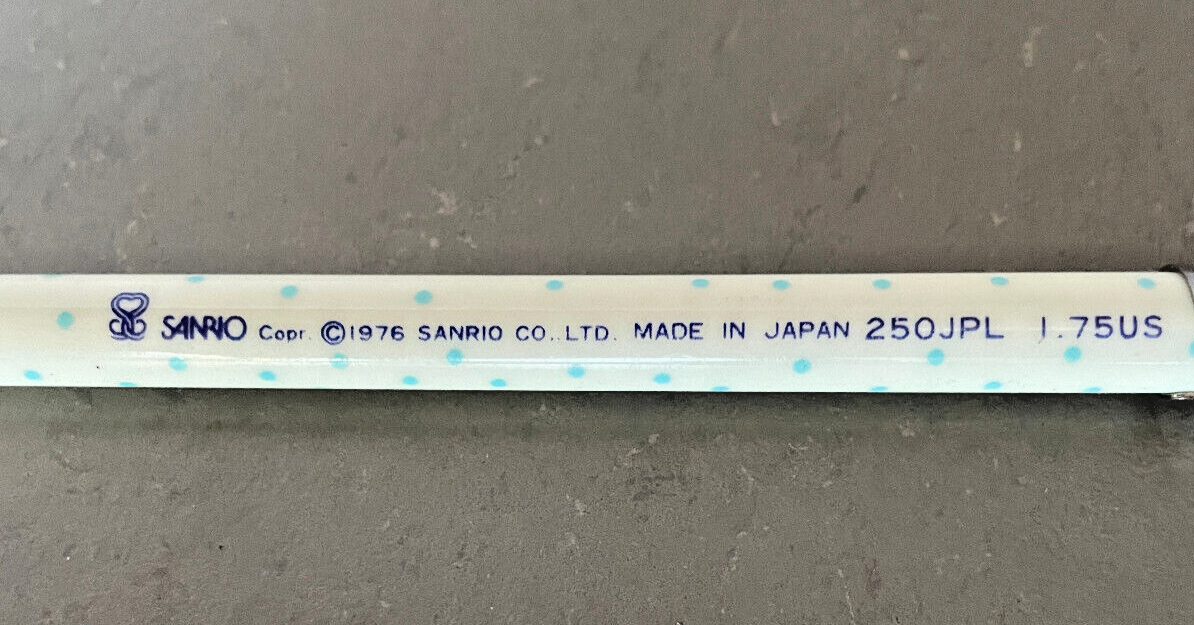 SANRIO Copr. ©1976 SANRIO CO.,LTD. MADE IN JAPAN 250JPL 1.75US